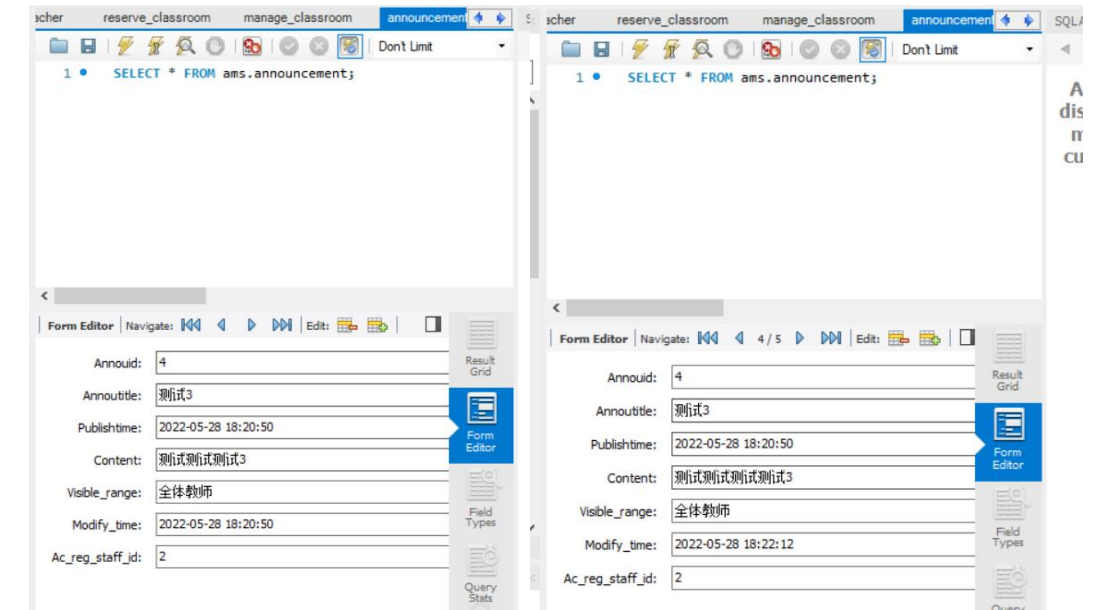 acher reserve_classroom manage_classroom announcement
Don't Limit
1 SELECT * FROM ams.announcement;
Form Editor Navigate: Edit:
Result Grid
Annouid: 4
Annoutitle: 测试3
Publishtime: 2022-05-28 18:20:50
Form Editor
Content: 测试测试测试3
Visible_range: 全体教师
Field Types
Modify_time: 2022-05-28 18:20:50
Ac_reg_staff_id: 2
Query Stats
acher reserve_classroom manage_classroom announcement
Don't Limit
1 SELECT * FROM ams.announcement;
Form Editor Navigate: 4 / 5 Edit:
Result Grid
Annouid: 4
Annoutitle: 测试3
Publishtime: 2022-05-28 18:20:50
Form Editor
Content: 测试测试测试测试3
Visible_range: 全体教师
Field Types
Modify_time: 2022-05-28 18:22:12
Ac_reg_staff_id: 2
Query
SQLA
A
dis
cu